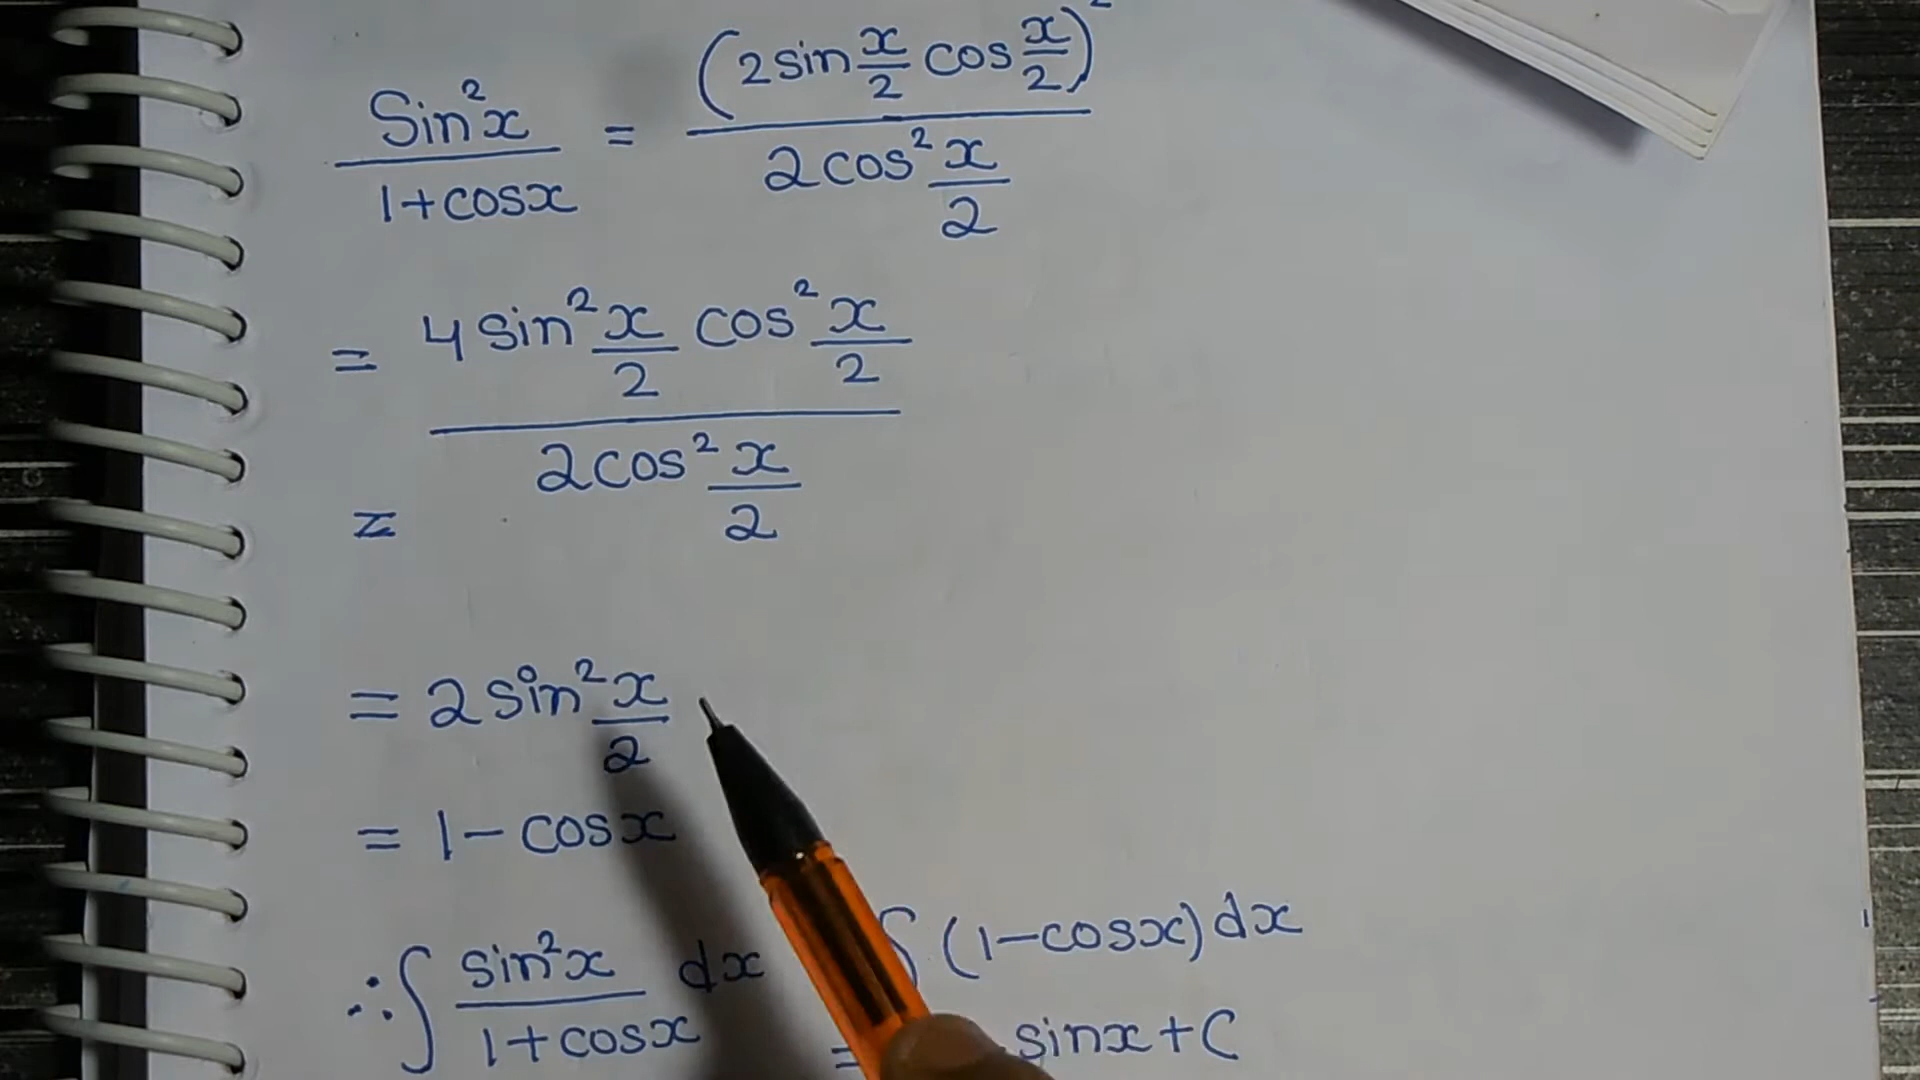 Sin²x / 1+cosx = (2sin x/2 cos x/2)² / 2cos² x/2
= 4sin² x/2 cos² x/2 / 2cos² x/2
=
= 2sin² x/2
= 1-cosx
∴∫ sin²x / 1+cosx dx ∫(1-cosx)dx
= sinx+C